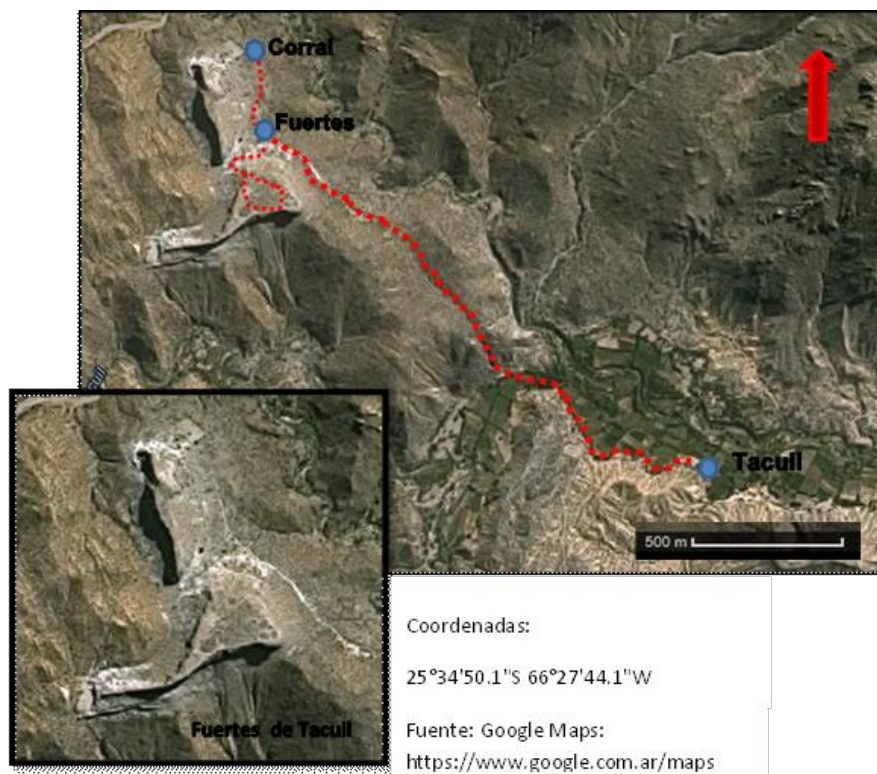 Corral
Fuertes
Tacuil
500 m
Fuertes de Tacuil
Coordenadas:
25°34'50.1"S 66°27'44.1"W
Fuente: Google Maps:
https://www.google.com.ar/maps